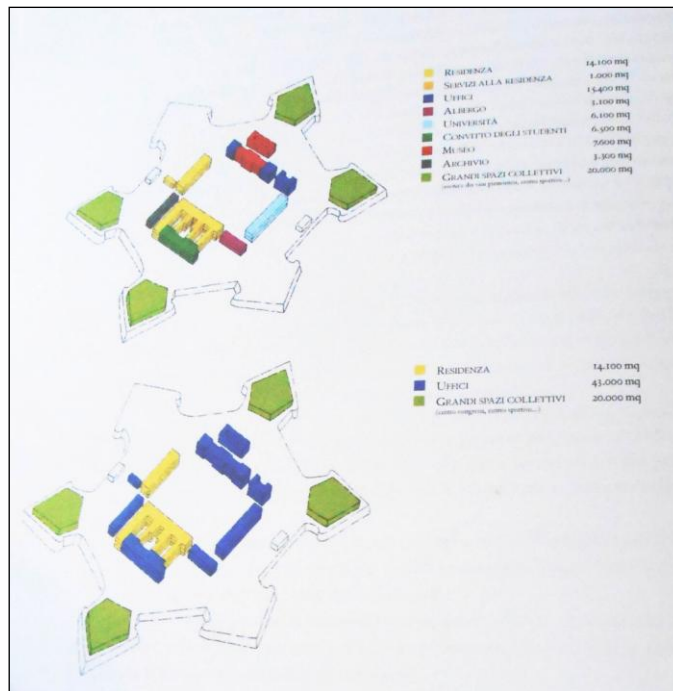 RESIDENZA 14.100 mq
SERVIZI ALLA RESIDENZA 1.000 mq
UFFICI 15.400 mq
ALBERGO 3.100 mq
UNIVERSITÀ 6.100 mq
CONVITTO DEGLI STUDENTI 6.500 mq
MUSEO 7.600 mq
ARCHIVIO 3.300 mq
GRANDI SPAZI COLLETTIVI 20.000 mq
RESIDENZA 14.100 mq
UFFICI 43.000 mq
GRANDI SPAZI COLLETTIVI 20.000 mq
(centro congressi, centro sportivo...)